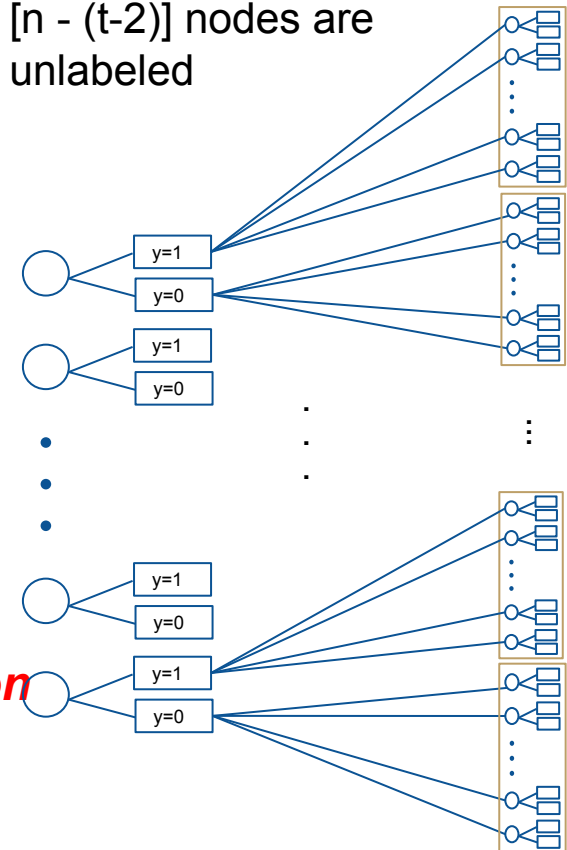 [n - (t-2)] nodes are
unlabeled
y=1
y=0
y=1
y=0
y=1
y=0
y=1
y=0